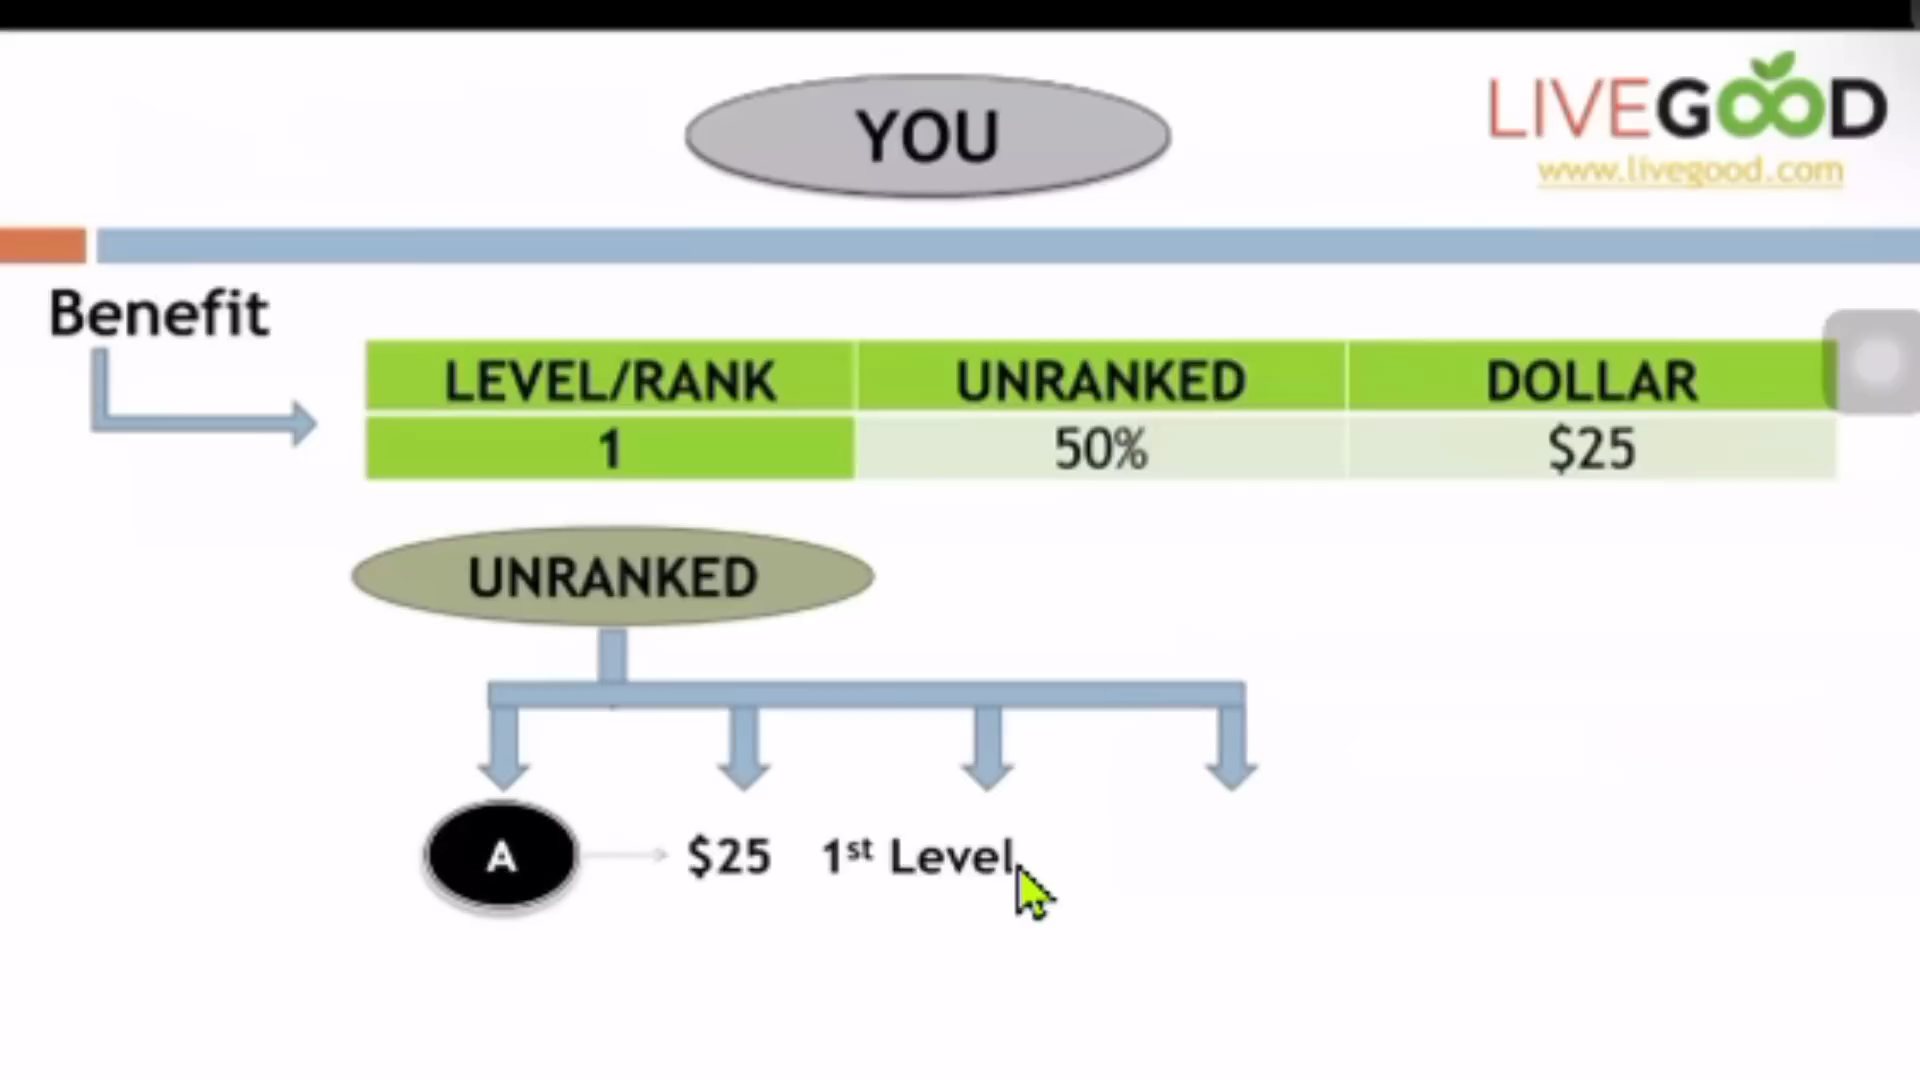 YOU
LIVEGOOD
www.livegood.com
Benefit
LEVEL/RANK UNRANKED DOLLAR
1 50% $25
UNRANKED
A $25 1st Level